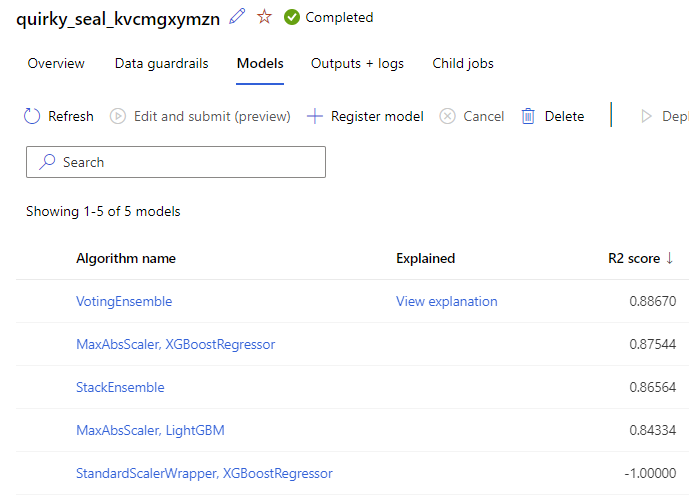 quirky_seal_kvcmgxymzn Completed
Overview Data guardrails Models Outputs + logs Child jobs
Refresh Edit and submit (preview) Register model Cancel Delete
Search
Showing 1-5 of 5 models
Algorithm name Explained R2 score ↓
VotingEnsemble View explanation 0.88670
MaxAbsScaler, XGBoostRegressor 0.87544
StackEnsemble 0.86564
MaxAbsScaler, LightGBM 0.84334
StandardScalerWrapper, XGBoostRegressor -1.00000